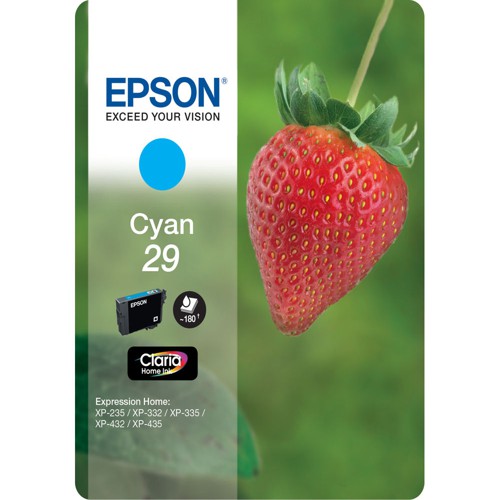 EPSON®
EXCEED YOUR VISION
Cyan
29
EPSON
~180†
Claria
Home Ink
Expression Home:
XP-235 / XP-332 / XP-335 /
XP-432 / XP-435